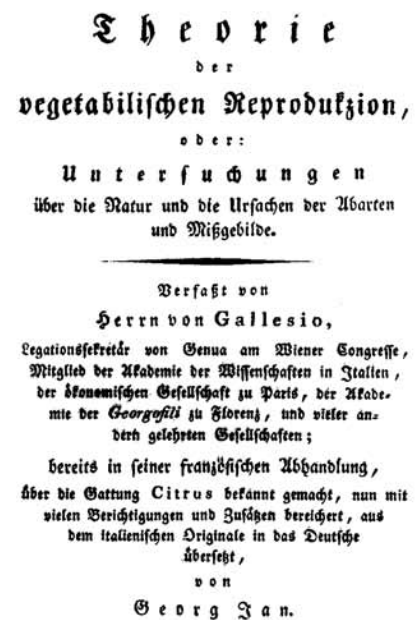 Theorie
der
vegetabilischen Reprodukzion,
oder:
Untersuchungen
über die Natur und die Ursachen der Abarten
und Mißgebilde.
Verfaßt von
Herrn von Gallesio,
Legationssekretär von Genua am Wiener Congresse,
Mitglied der Akademie der Wissenschaften in Italien,
der ökonomischen Gesellschaft zu Paris, der Akade-
mie der Georgofili zu Florenz, und vieler an-
dern gelehrten Gesellschaften;
bereits in seiner französischen Abhandlung,
über die Gattung Citrus bekannt gemacht, nun mit
vielen Berichtigungen und Zusätzen bereichert, aus
dem italienischen Originale in das Deutsche
übersetzt,
von
Georg Jan.